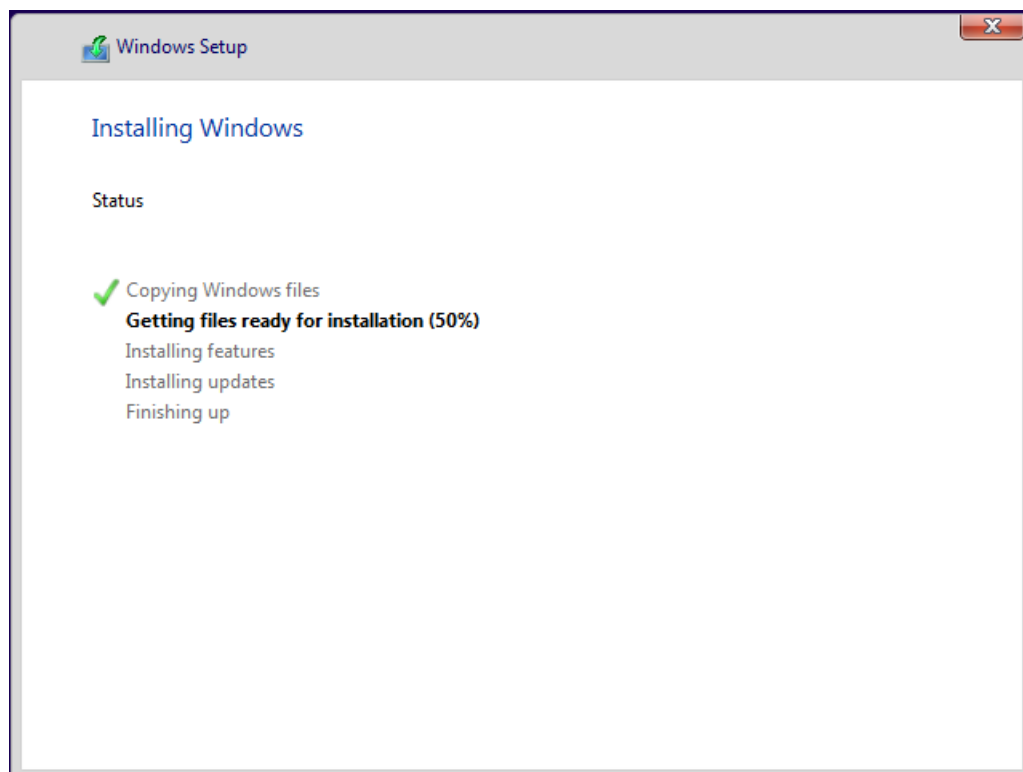 Windows Setup
Installing Windows
Status
Copying Windows files
Getting files ready for installation (50%)
Installing features
Installing updates
Finishing up